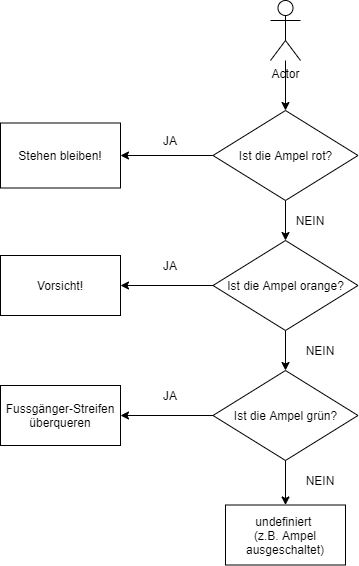 Actor
Ist die Ampel rot?
JA
Stehen bleiben!
NEIN
Ist die Ampel orange?
JA
Vorsicht!
NEIN
Ist die Ampel grün?
JA
Fussgänger-Streifen
überqueren
NEIN
undefiniert
(z.B. Ampel
ausgeschaltet)